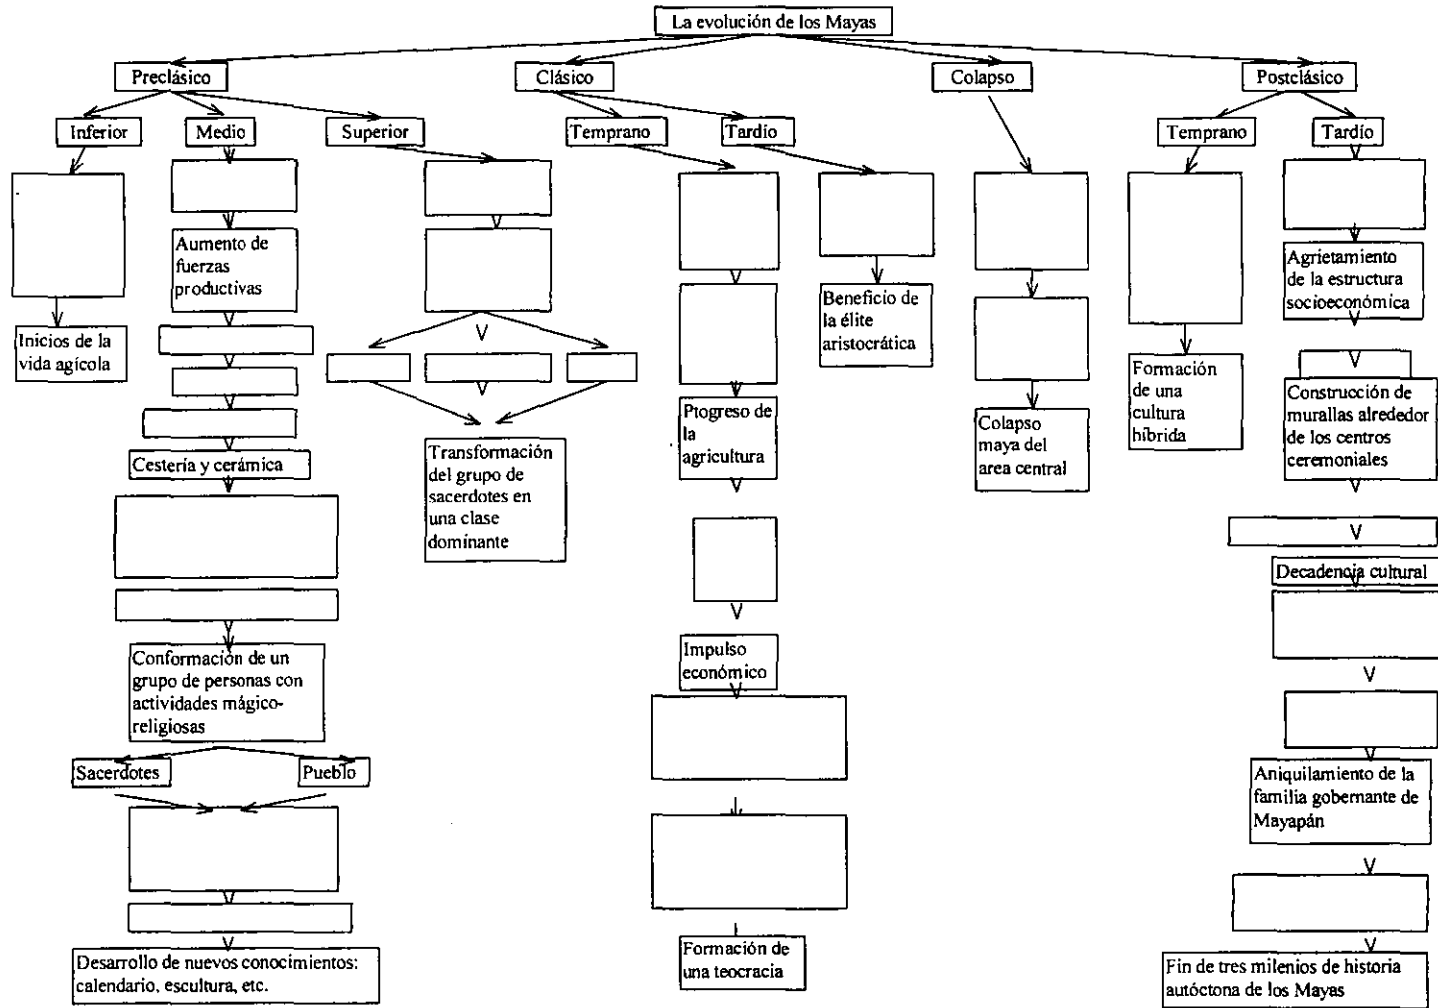 La evolución de los Mayas
Preclásico
Clásico
Colapso
Postclásico
Inferior
Medio
Superior
Temprano
Tardío
Temprano
Tardío
Aumento de
fuerzas
productivas
Inicios de la
vida agícola
Cestería y cerámica
Conformación de un
grupo de personas con
actividades mágico-
religiosas
Sacerdotes
Pueblo
Desarrollo de nuevos conocimientos:
calendario, escultura, etc.
Transformación
del grupo de
sacerdotes en
una clase
dominante
Ptogreso de
la
agricultura
Impulso
económico
Formación de
una teocracia
Beneficio de
la élite
aristocrática
Colapso
maya del
area central
Formación
de una
cultura
híbrida
Agrietamiento
de la estructura
socioeconómica
Construcción de
murallas alrededor
de los centros
ceremoniales
Decadencia cultural
Aniquilamiento de la
familia gobernante de
Mayapán
Fin de tres milenios de historia
autóctona de los Mayas